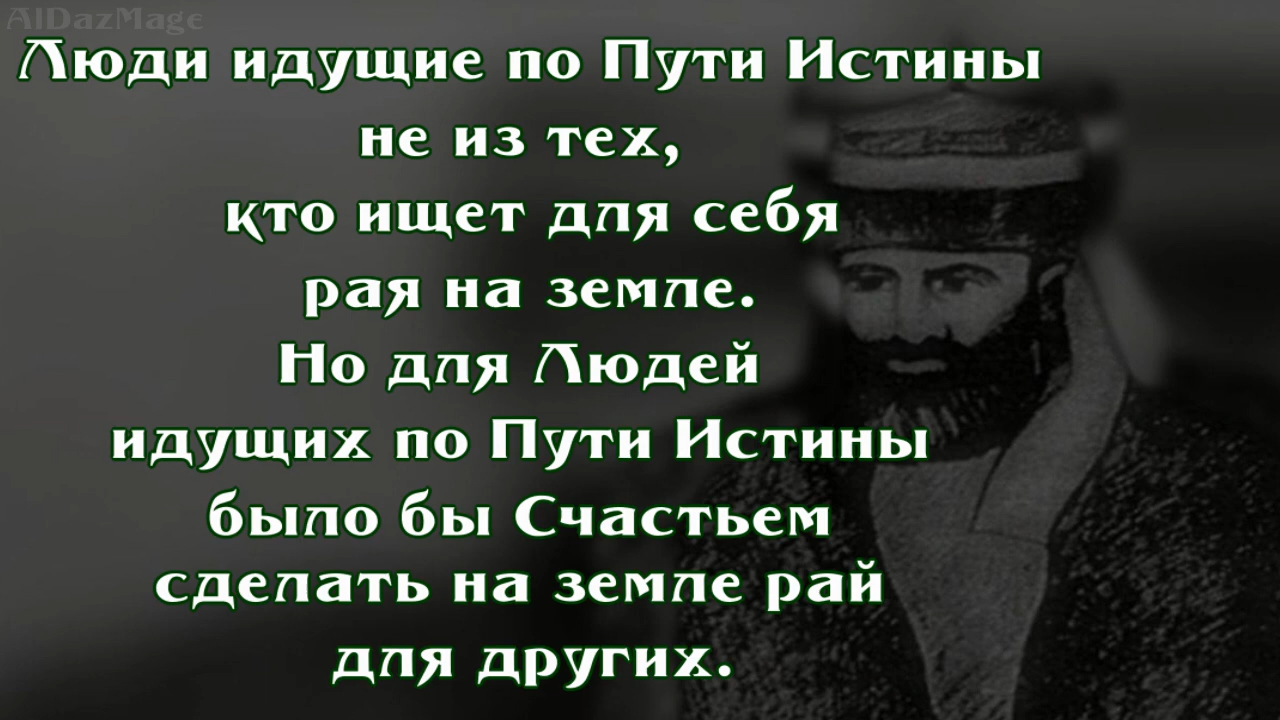 AlDazMage
Люди идущие по Пути Истины
не из тех,
кто ищет для себя
рая на земле.
Но для Людей
идущих по Пути Истины
было бы Счастьем
сделать на земле рай
для других.